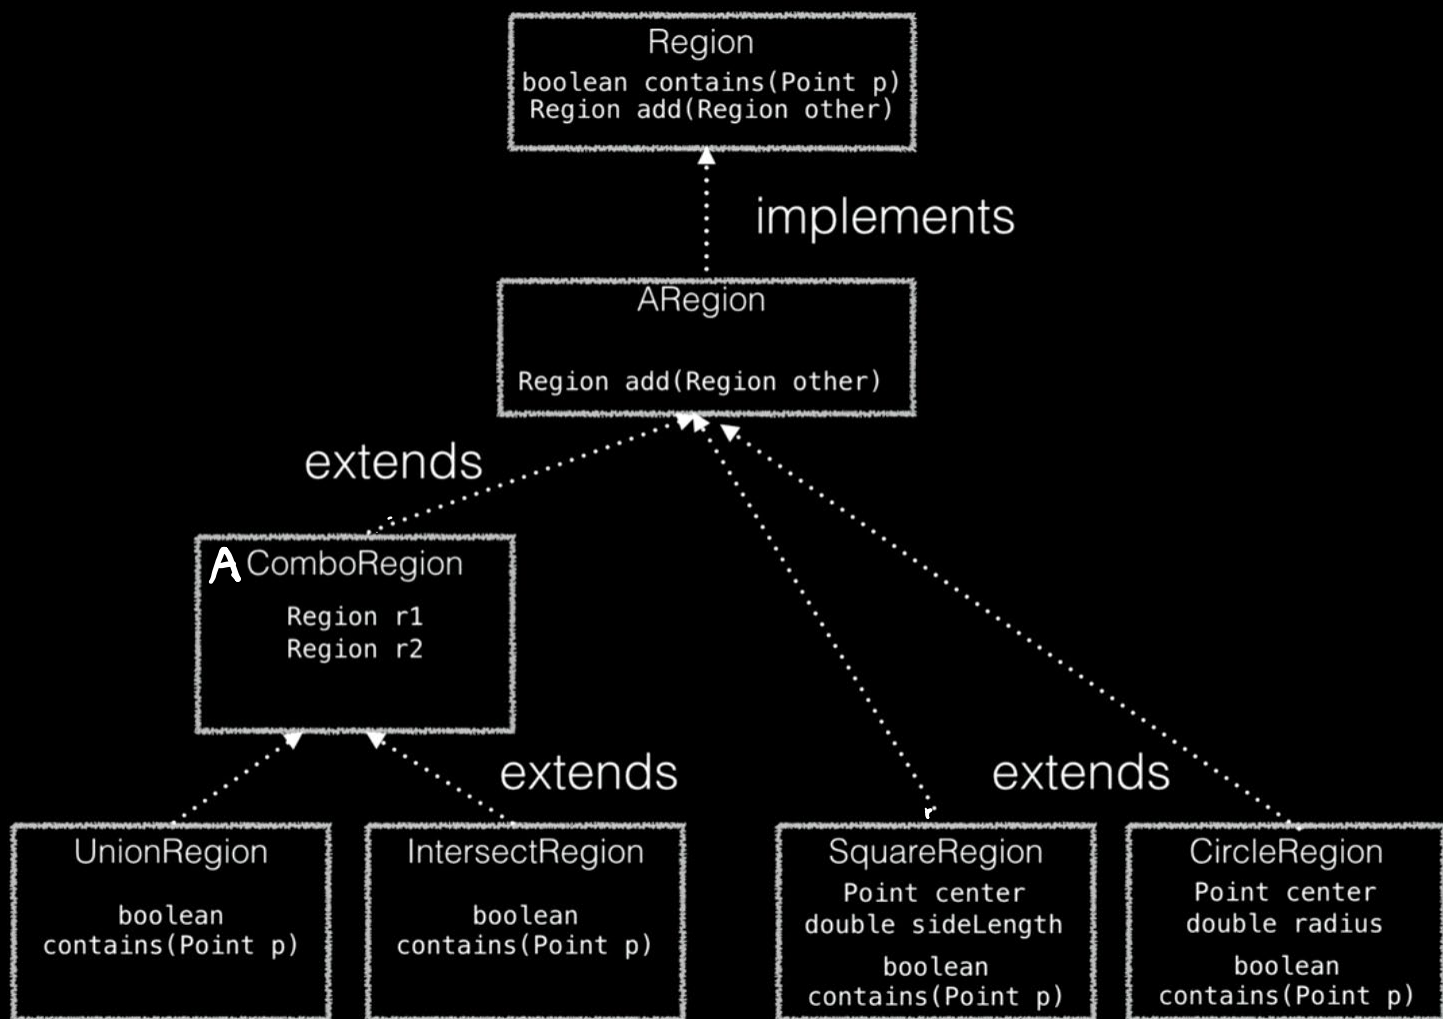 Region
boolean contains(Point p)
Region add(Region other)
implements
ARegion
Region add(Region other)
extends
A ComboRegion
Region r1
Region r2
extends
extends
UnionRegion
boolean
contains(Point p)
IntersectRegion
boolean
contains(Point p)
r
SquareRegion
Point center
double sideLength
boolean
contains(Point p)
CircleRegion
Point center
double radius
boolean
contains(Point p)